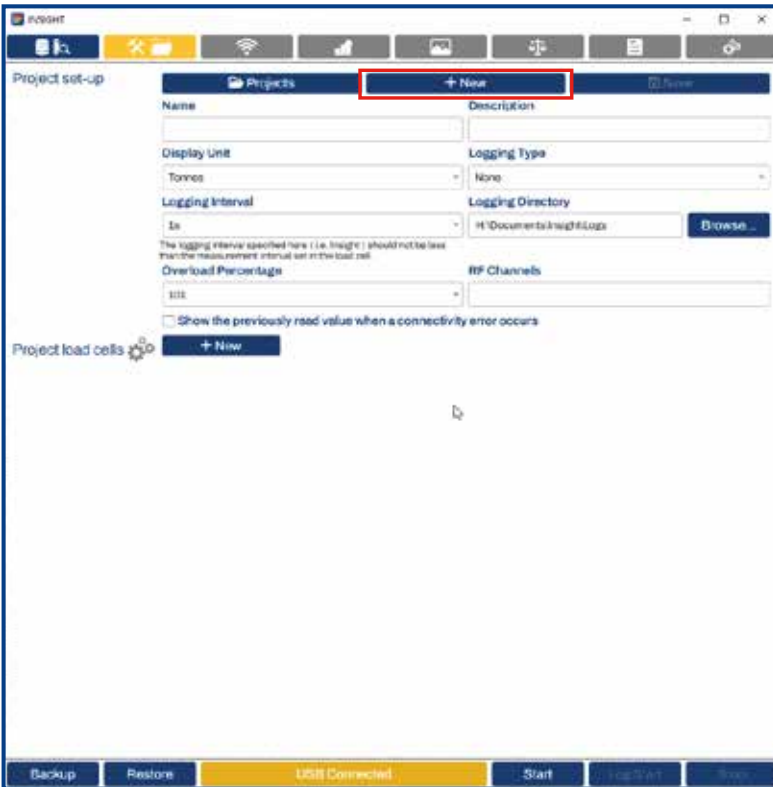 INSIGHT
Project set-up
Projects
+ New
Save
Name
Description
Display Unit
Logging Type
Tonnes
None
Logging Interval
Logging Directory
1s
H:\Documents\Insight\Logs
Browse...
The logging interval specified here ( i.e. Insight ) should not be less
than the measurement interval set in the load cell
Overload Percentage
RF Channels
Show the previously read value when a connectivity error occurs
Project load cells
+ New
Backup
Restore
USB Connected
Start
Log Start